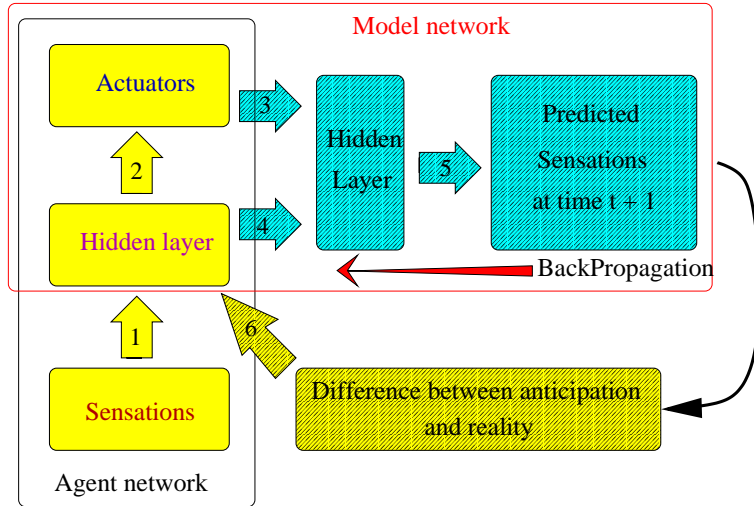 Model network
Actuators
3
Hidden
Layer
Predicted
Sensations
at time t + 1
2
5
Hidden layer
4
BackPropagation
1
6
Sensations
Difference between anticipation
and reality
Agent network